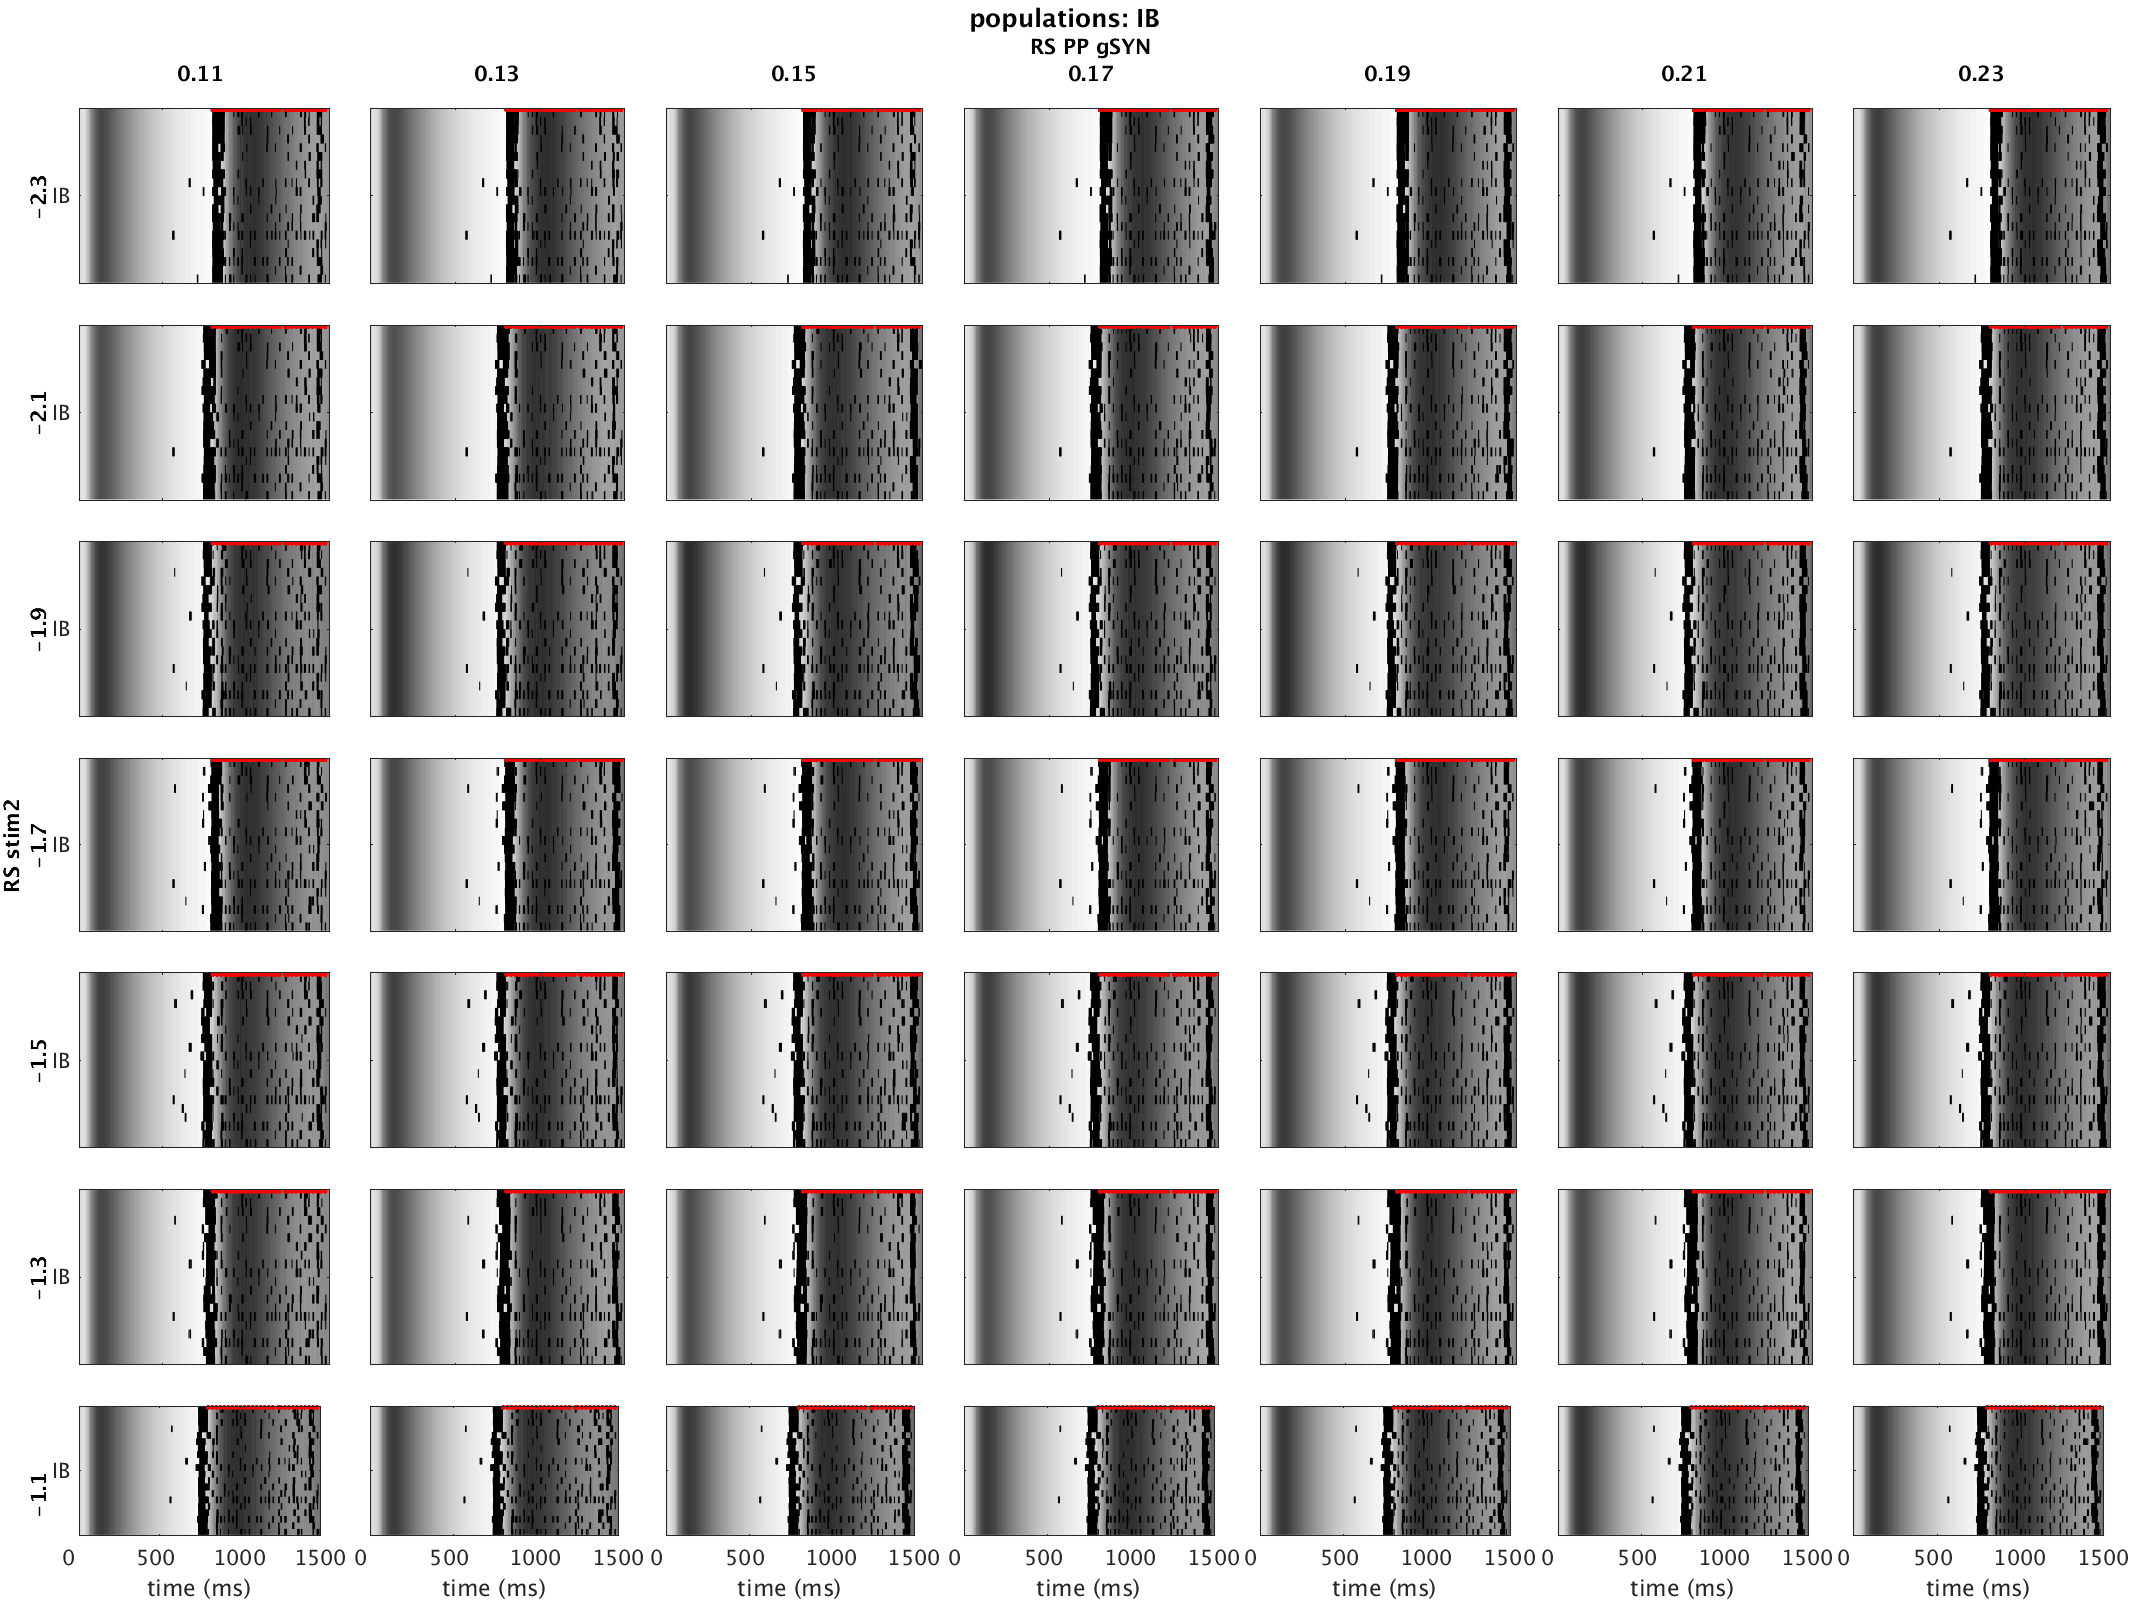 populations: IB
RS PP gSYN
0.11 0.13 0.15 0.17 0.19 0.21 0.23
RS stim2
-2.3 IB
-2.1 IB
-1.9 IB
-1.7 IB
-1.5 IB
-1.3 IB
-1.1 IB
0 500 1000 1500 0 500 1000 1500 0 500 1000 1500 0 500 1000 1500 0 500 1000 1500 0 500 1000 1500 0 500 1000 1500
time (ms) time (ms) time (ms) time (ms) time (ms) time (ms) time (ms)